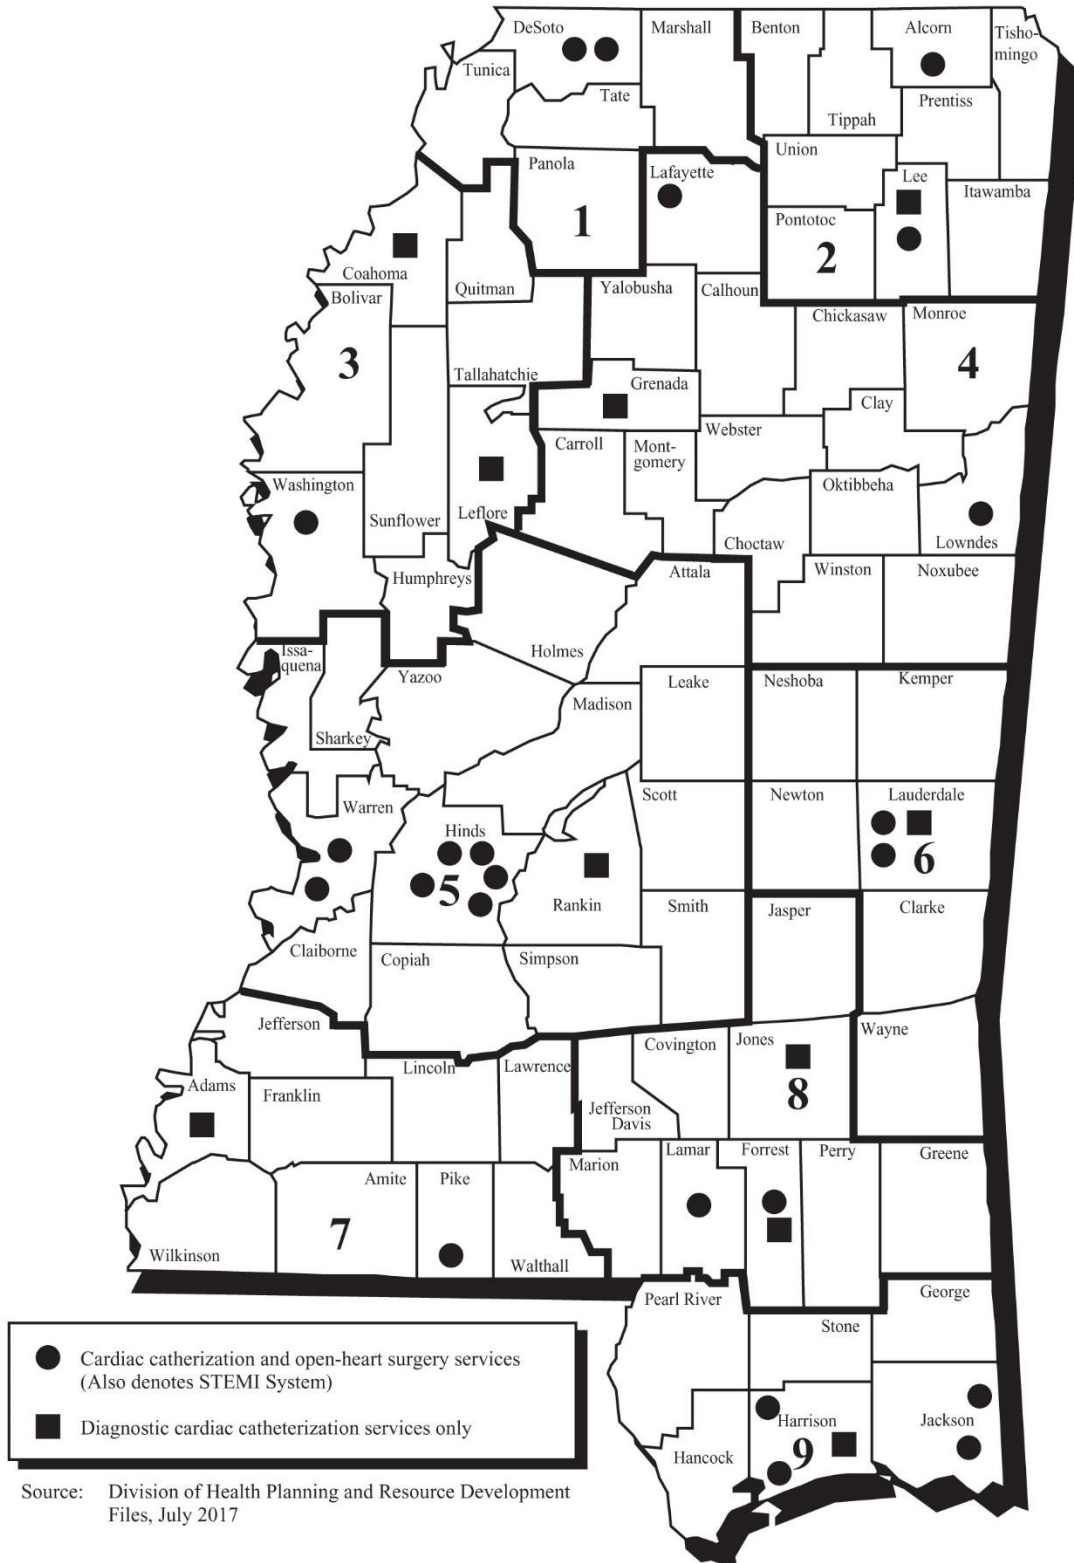 DeSoto
Marshall
Benton
Alcorn
Tisho-
mingo
Tunica
Tate
Tippah
Prentiss
Panola
Lafayette
Union
Lee
Itawamba
1
Pontotoc
2
Coahoma
Quitman
Bolivar
Yalobusha
Calhoun
Chickasaw
Monroe
3
4
Tallahatchie
Grenada
Clay
Carroll
Mont-
gomery
Webster
Washington
Sunflower
Leflore
Oktibbeha
Choctaw
Lowndes
Humphreys
Attala
Winston
Noxubee
Issa-
quena
Yazoo
Holmes
Leake
Neshoba
Kemper
Sharkey
Madison
Warren
Hinds
Scott
Newton
Lauderdale
5
6
Rankin
Smith
Jasper
Clarke
Claiborne
Copiah
Simpson
Jefferson
Lincoln
Lawrence
Covington
Jones
Wayne
Adams
Franklin
Jefferson
Davis
8
Marion
Lamar
Forrest
Perry
Greene
Amite
Pike
7
Wilkinson
Walthall
Pearl River
George
Stone
Cardiac catherization and open-heart surgery services
(Also denotes STEMI System)
Diagnostic cardiac catheterization services only
Harrison
Jackson
Hancock
9
Source: Division of Health Planning and Resource Development
Files, July 2017